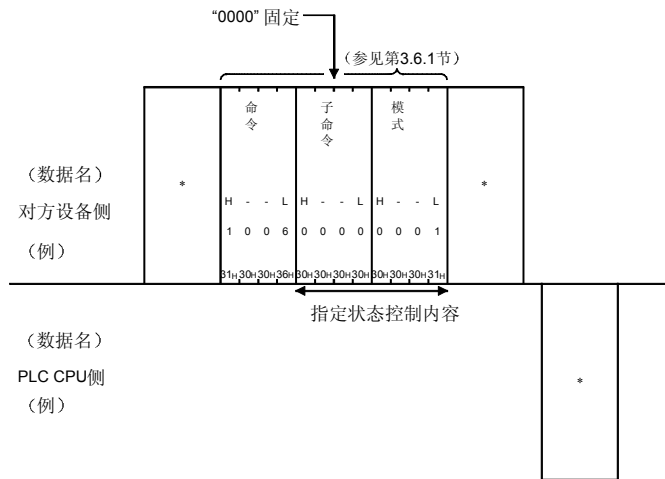 “0000” 固定
（参见第3.6.1节）
命令 子命令 模式
（数据名）
对方设备侧
（例）
* *
H - - L H - - L H - - L
1 0 0 6 0 0 0 0 0 0 0 1
31H 30H 30H 36H 30H 30H 30H 30H 30H 30H 30H 31H
指定状态控制内容
（数据名）
PLC CPU侧
（例）
*